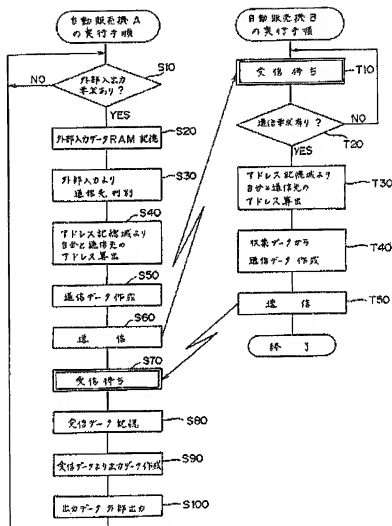 自動販売機A
の実行手順
NO
外部入出力
要求あり?
S10
YES
外部入力データRAM記憶
S20
外部入力より
通信先判別
S30
アドレス記憶域より
自分と通信先の
アドレス算出
S40
送信データ作成
S50
送信
S60
受信待ち
S70
受信データ記憶
S80
受信データより出力データ作成
S90
出力データ外部出力
S100
自動販売機B
の実行手順
受信待ち
T10
通信要求有り?
NO
T20
YES
アドレス記憶域より
自分と通信先の
アドレス算出
T30
収集データから
送信データ作成
T40
送信
T50
終了